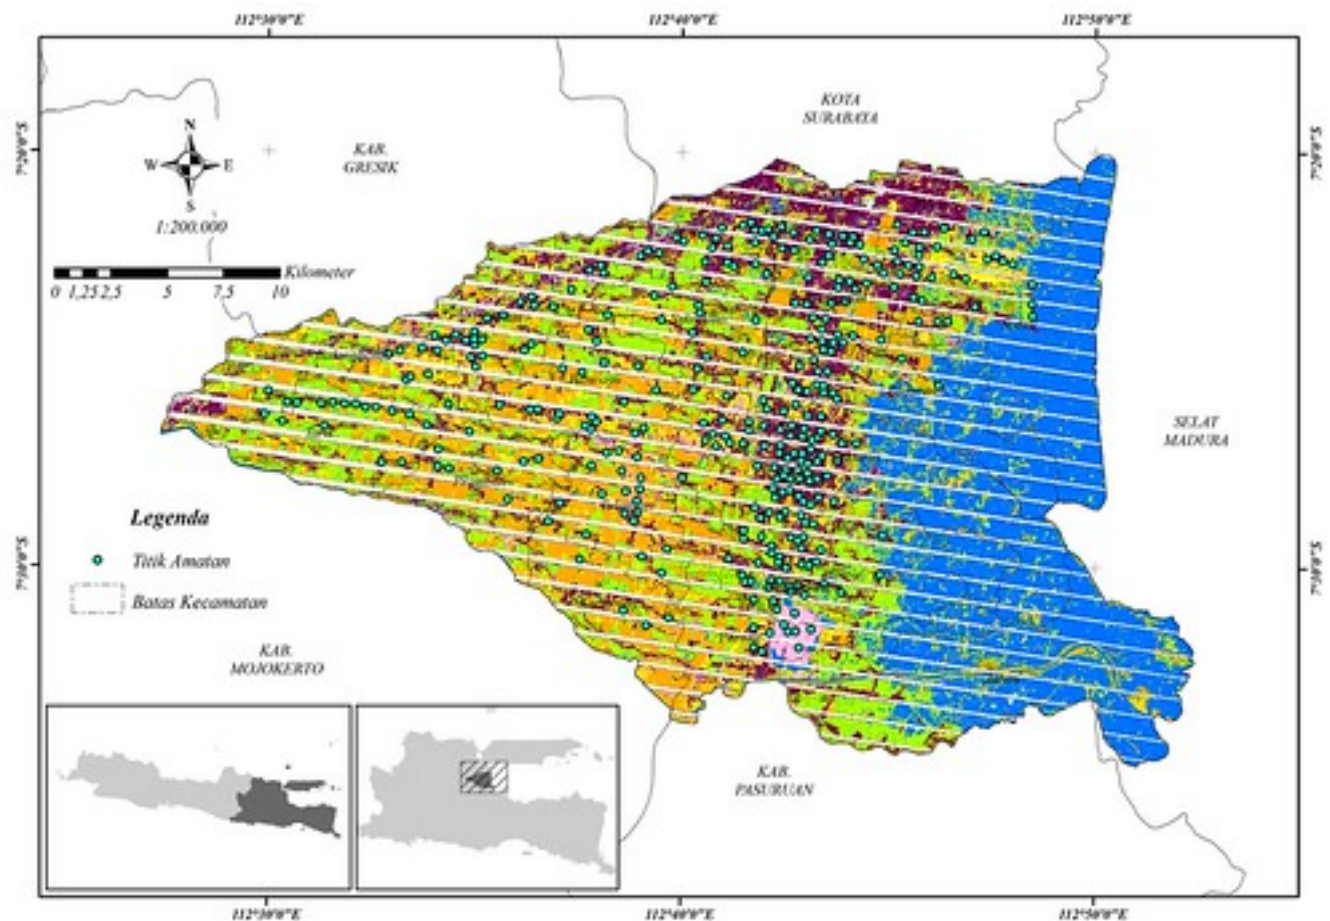 112°30'0"E
112°40'0"E
112°50'0"E
KOTA
SURABAYA
7°20'0"S
7°20'0"S
KAB.
GRESIK
N
W
E
S
1:200.000
Kilometer
0 1,25 2,5 5 7,5 10
SELAT
MADURA
Legenda
Titik Amatan
Batas Kecamatan
7°30'0"S
7°30'0"S
KAB.
MOJOKERTO
KAB.
PASURUAN
112°30'0"E
112°40'0"E
112°50'0"E